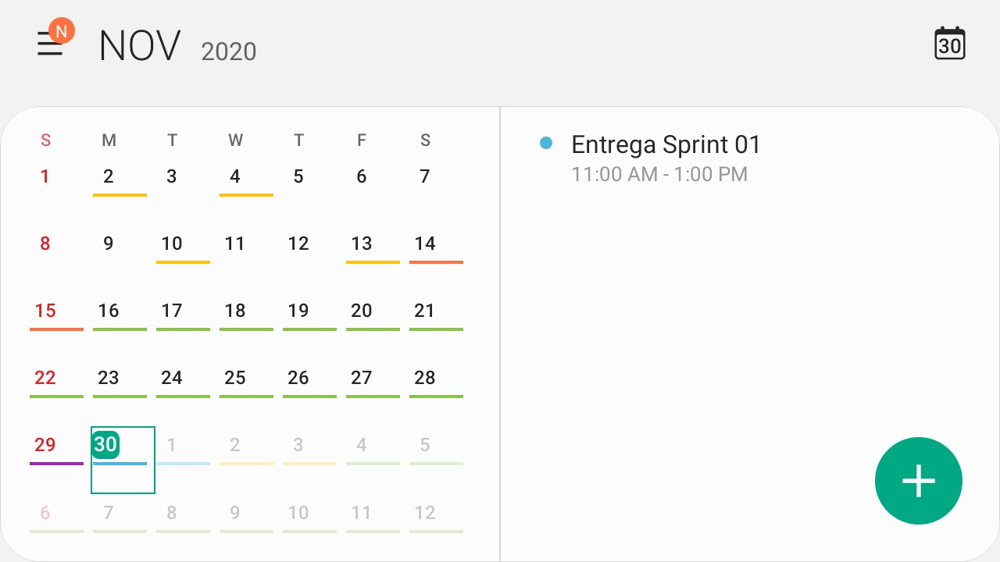 N
NOV 2020
30
S M T W T F S
1 2 3 4 5 6 7
8 9 10 11 12 13 14
15 16 17 18 19 20 21
22 23 24 25 26 27 28
29 30 1 2 3 4 5
6 7 8 9 10 11 12
Entrega Sprint 01
11:00 AM - 1:00 PM